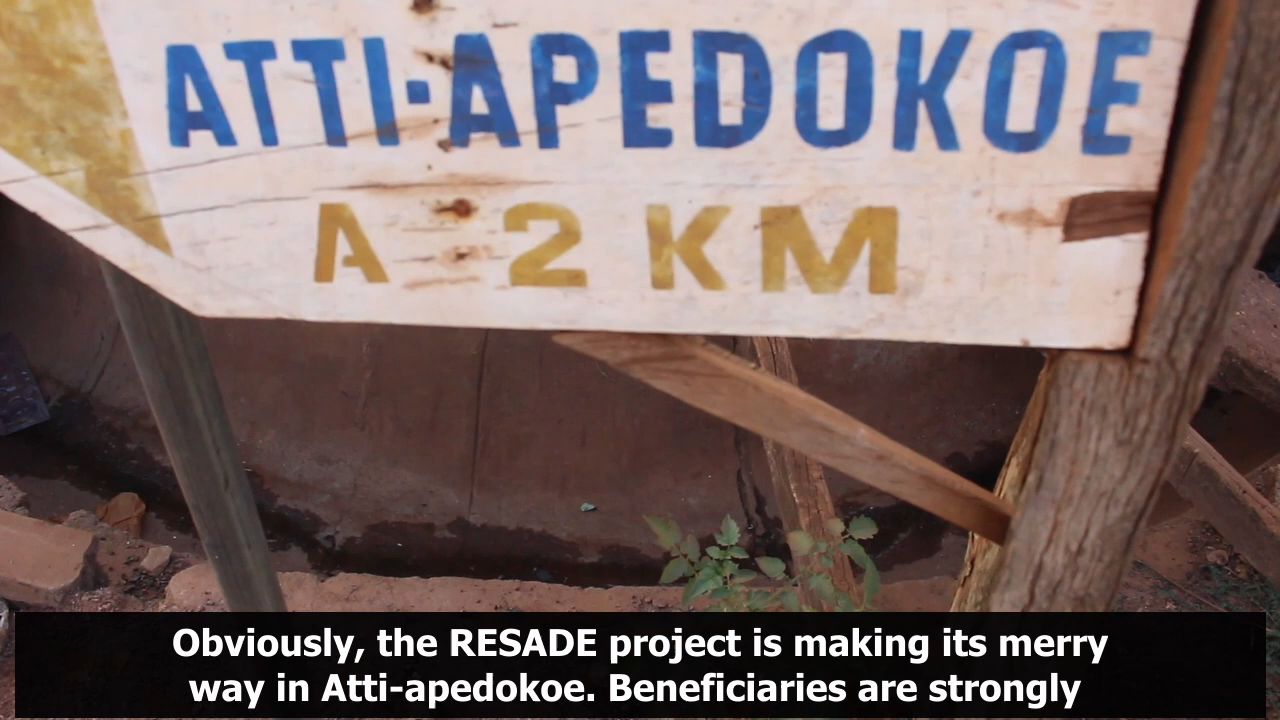 ATTI-APEDOKOE
A 2 KM
Obviously, the RESADE project is making its merry
way in Atti-apedokoe. Beneficiaries are strongly